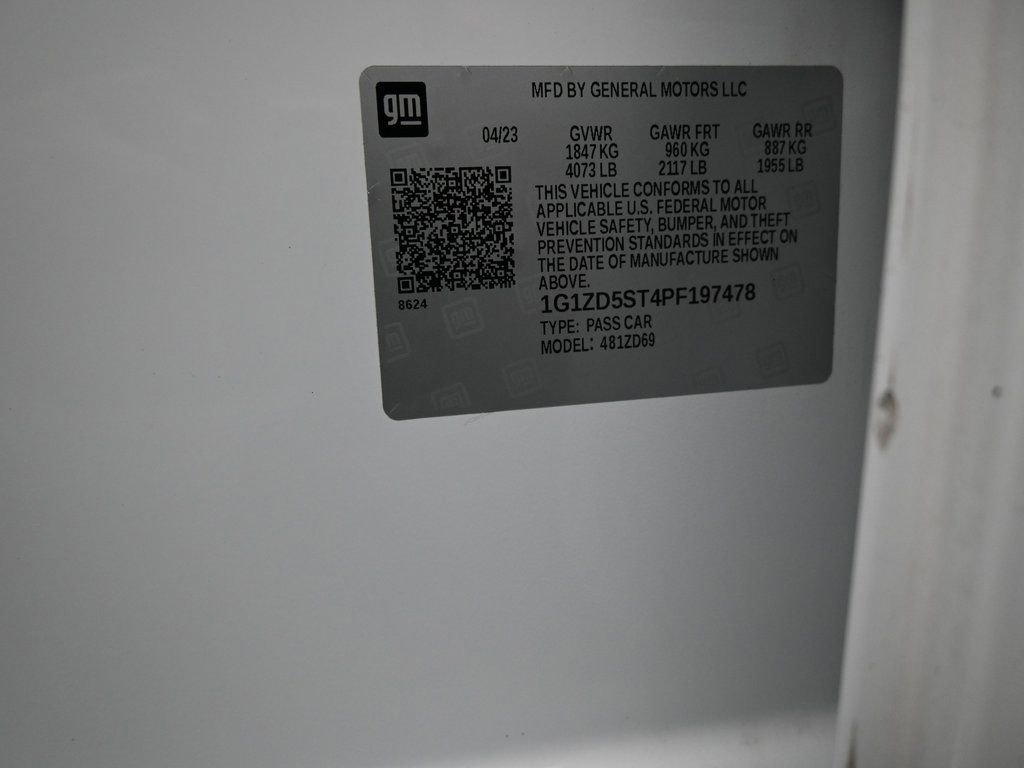 gm
MFD BY GENERAL MOTORS LLC
04/23 GVWR GAWR FRT GAWR RR
1847 KG 960 KG 887 KG
4073 LB 2117 LB 1955 LB
THIS VEHICLE CONFORMS TO ALL
APPLICABLE U.S. FEDERAL MOTOR
VEHICLE SAFETY, BUMPER, AND THEFT
PREVENTION STANDARDS IN EFFECT ON
THE DATE OF MANUFACTURE SHOWN
ABOVE.
8624
1G1ZD5ST4PF197478
TYPE: PASS CAR
MODEL: 481ZD69